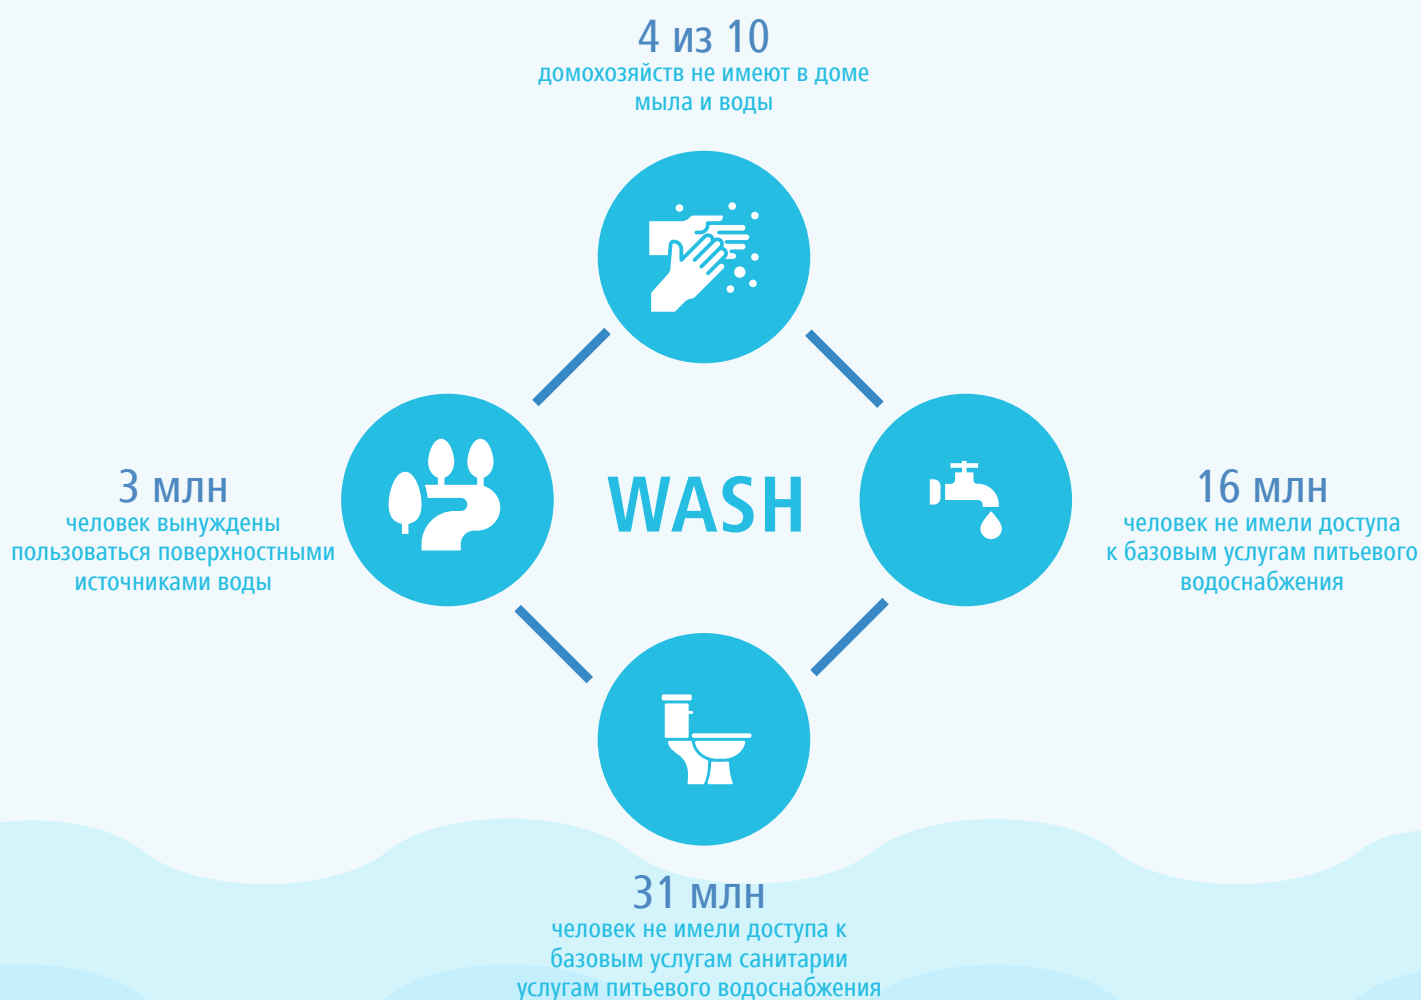 4 из 10
домохозяйств не имеют в доме
мыла и воды
3 млн
человек вынуждены
пользоваться поверхностными
источниками воды
WASH
16 млн
человек не имели доступа
к базовым услугам питьевого
водоснабжения
31 млн
человек не имели доступа к
базовым услугам санитарии
услугам питьевого водоснабжения